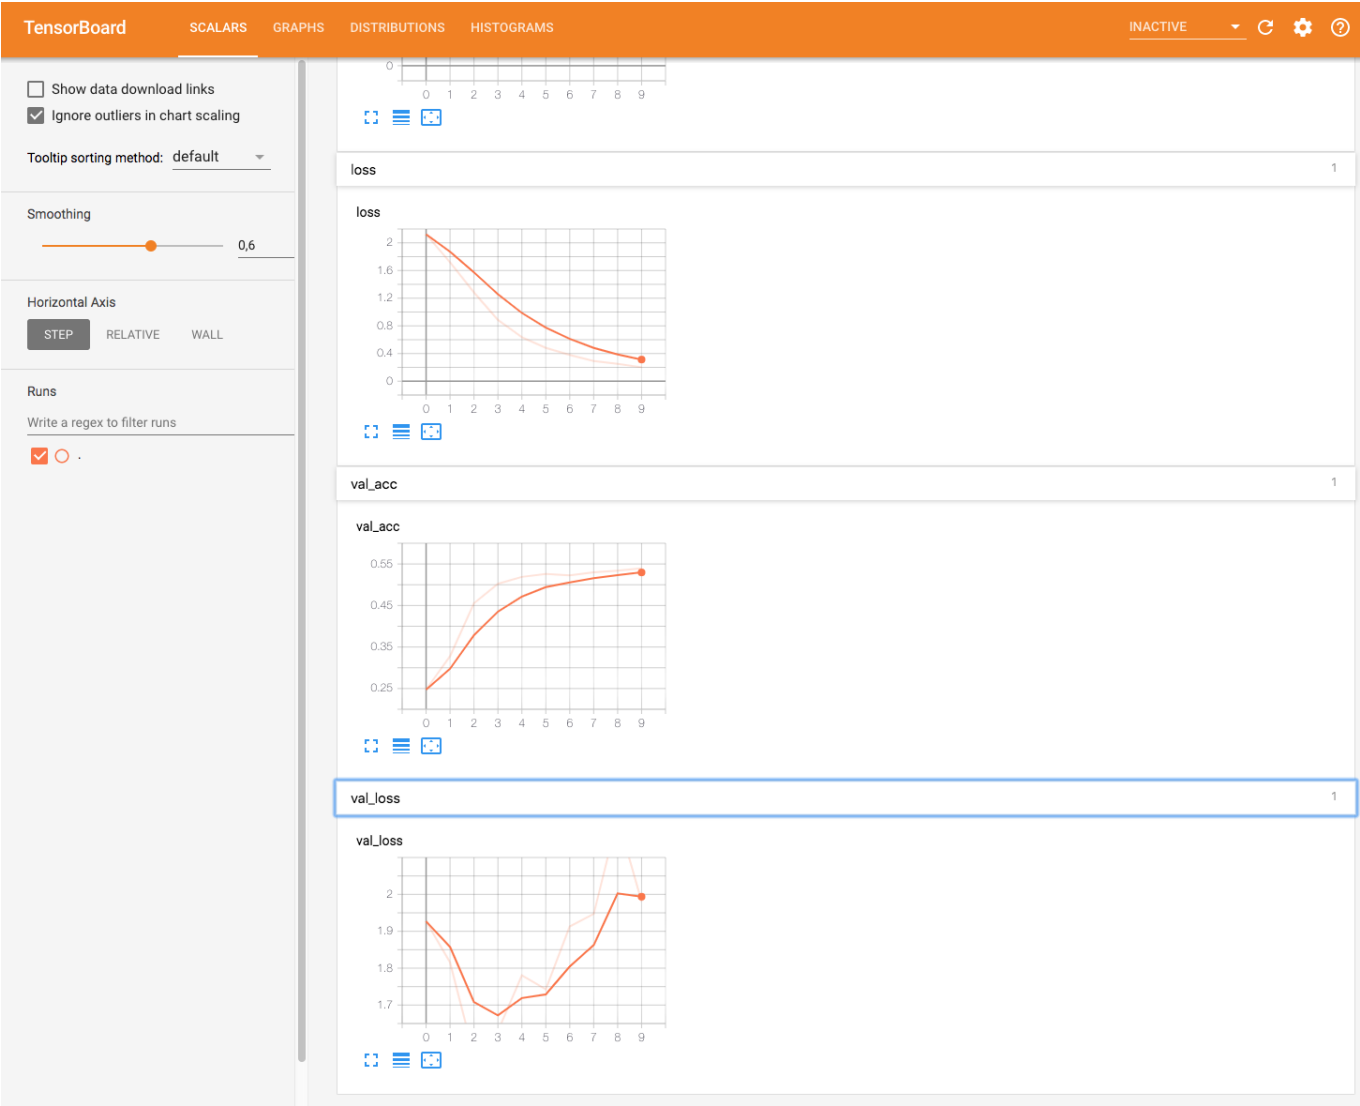 TensorBoard SCALARS GRAPHS DISTRIBUTIONS HISTOGRAMS INACTIVE
Show data download links
Ignore outliers in chart scaling
Tooltip sorting method: default
Smoothing
0,6
Horizontal Axis
STEP RELATIVE WALL
Runs
Write a regex to filter runs
.
0
0 1 2 3 4 5 6 7 8 9
loss 1
loss
2
1.6
1.2
0.8
0.4
0
0 1 2 3 4 5 6 7 8 9
val_acc 1
val_acc
0.55
0.45
0.35
0.25
0 1 2 3 4 5 6 7 8 9
val_loss 1
val_loss
2
1.9
1.8
1.7
0 1 2 3 4 5 6 7 8 9